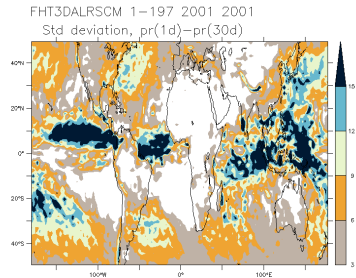 FHT3DALRSCM 1-197 2001 2001
Std deviation, pr(1d)-pr(30d)
40°N
20°N
0°
20°S
40°S
100°W
0°
100°E
15
12
9
6
3